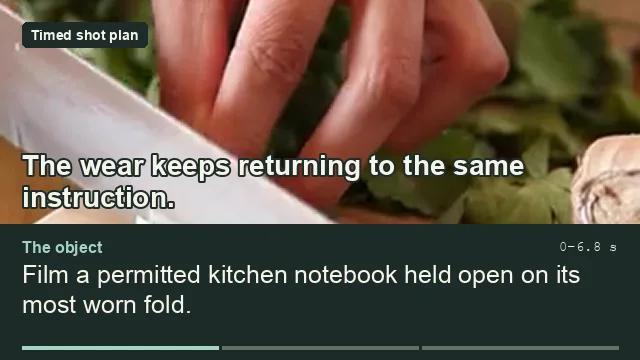 Timed shot plan
The wear keeps returning to the same
instruction.
The object
0–6.8 s
Film a permitted kitchen notebook held open on its
most worn fold.